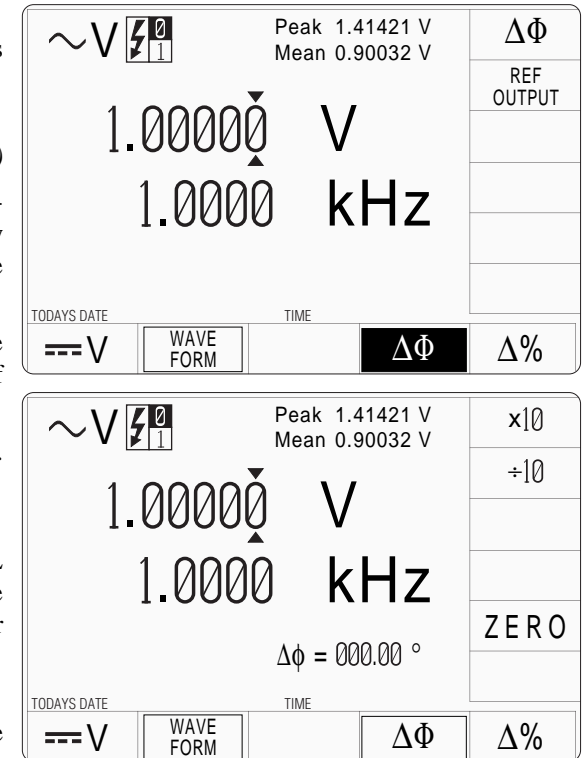 ∼V 0 1
Peak 1.41421 V
Mean 0.90032 V
ΔΦ
REF
OUTPUT
1.00000 V
1.0000 kHz
TODAYS DATE TIME
V
WAVE
FORM
ΔΦ
Δ%
∼V 0 1
Peak 1.41421 V
Mean 0.90032 V
x10
÷10
1.00000 V
1.0000 kHz
ZERO
Δϕ = 000.00 °
TODAYS DATE TIME
V
WAVE
FORM
ΔΦ
Δ%